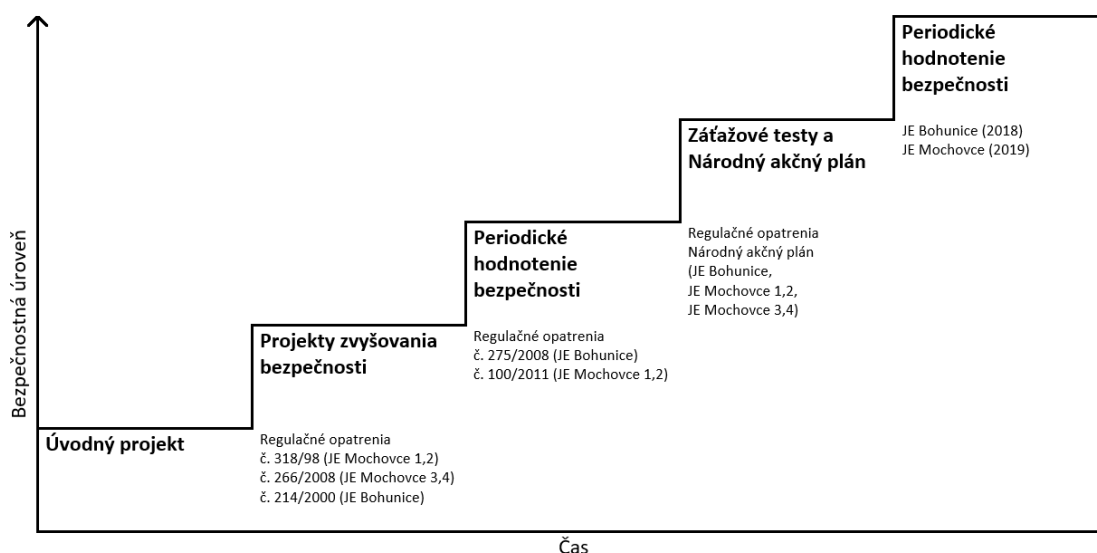 Bezpečnostná úroveň
Úvodný projekt
Projekty zvyšovania
bezpečnosti
Regulačné opatrenia
č. 318/98 (JE Mochovce 1,2)
č. 266/2008 (JE Mochovce 3,4)
č. 214/2000 (JE Bohunice)
Periodické
hodnotenie
bezpečnosti
Regulačné opatrenia
č. 275/2008 (JE Bohunice)
č. 100/2011 (JE Mochovce 1,2)
Záťažové testy a
Národný akčný plán
Regulačné opatrenia
Národný akčný plán
(JE Bohunice,
JE Mochovce 1,2,
JE Mochovce 3,4)
Periodické
hodnotenie
bezpečnosti
JE Bohunice (2018)
JE Mochovce (2019)
Čas